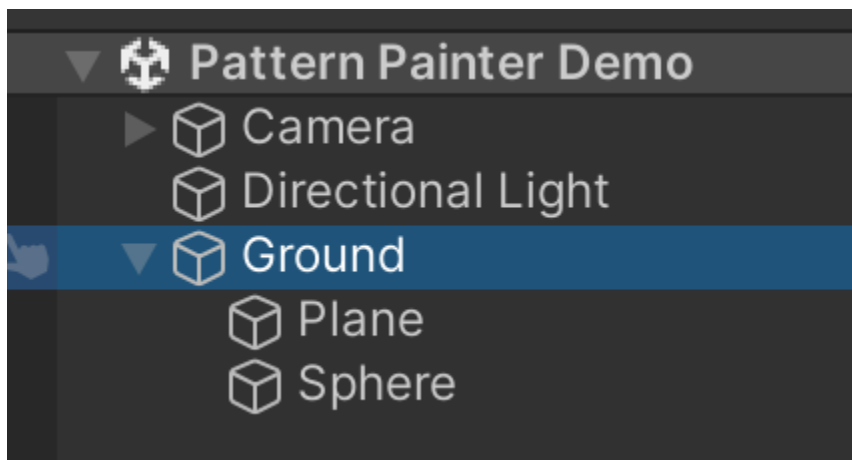 Pattern Painter Demo
Camera
Directional Light
Ground
Plane
Sphere